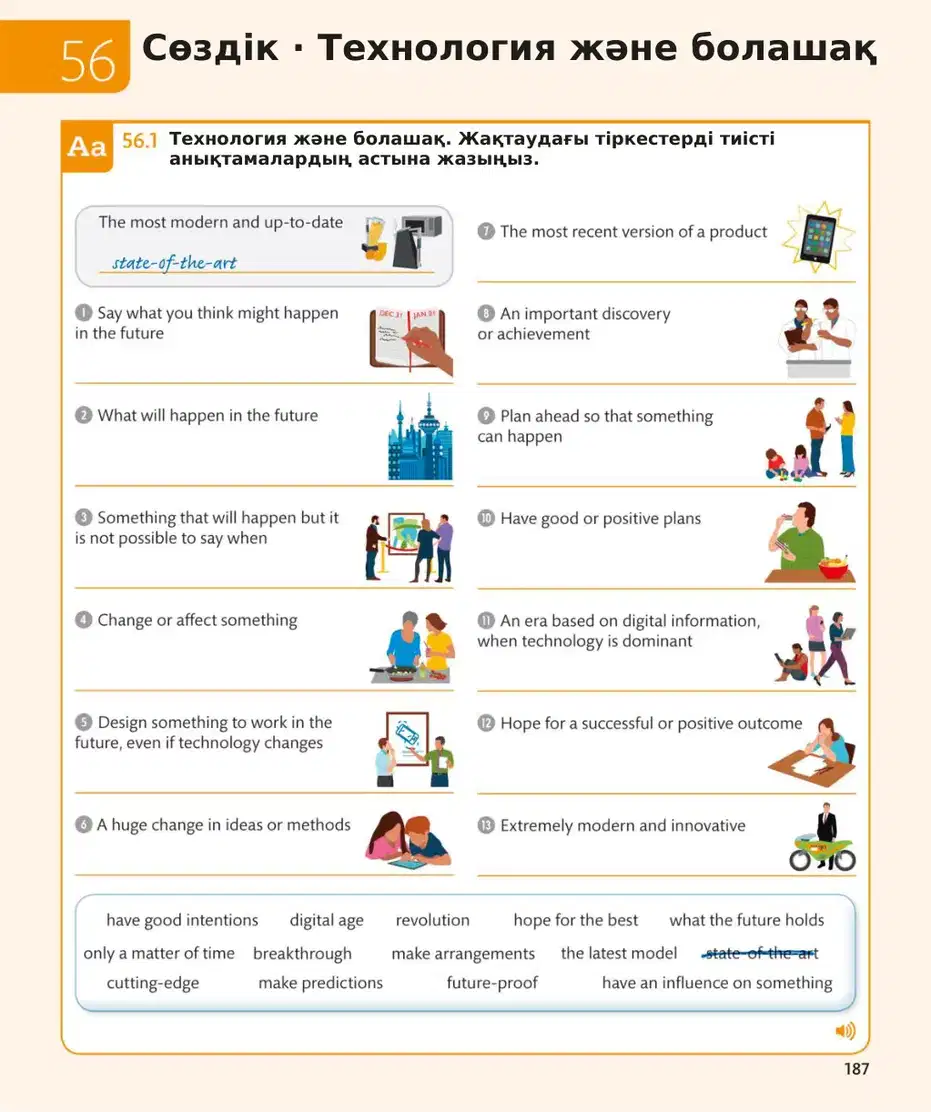 56
Сөздік · Технология және болашақ
Aa
56.1 Технология және болашақ. Жақтаудағы тіркестерді тиісті
анықтамалардың астына жазыңыз.
The most modern and up-to-date
state-of-the-art
1 Say what you think might happen
in the future
DEC 31 JAN 01
2 What will happen in the future
3 Something that will happen but it
is not possible to say when
4 Change or affect something
5 Design something to work in the
future, even if technology changes
6 A huge change in ideas or methods
7 The most recent version of a product
8 An important discovery
or achievement
9 Plan ahead so that something
can happen
10 Have good or positive plans
11 An era based on digital information,
when technology is dominant
12 Hope for a successful or positive outcome
13 Extremely modern and innovative
have good intentions digital age revolution hope for the best what the future holds
only a matter of time breakthrough make arrangements the latest model state-of-the-art
cutting-edge make predictions future-proof have an influence on something
187